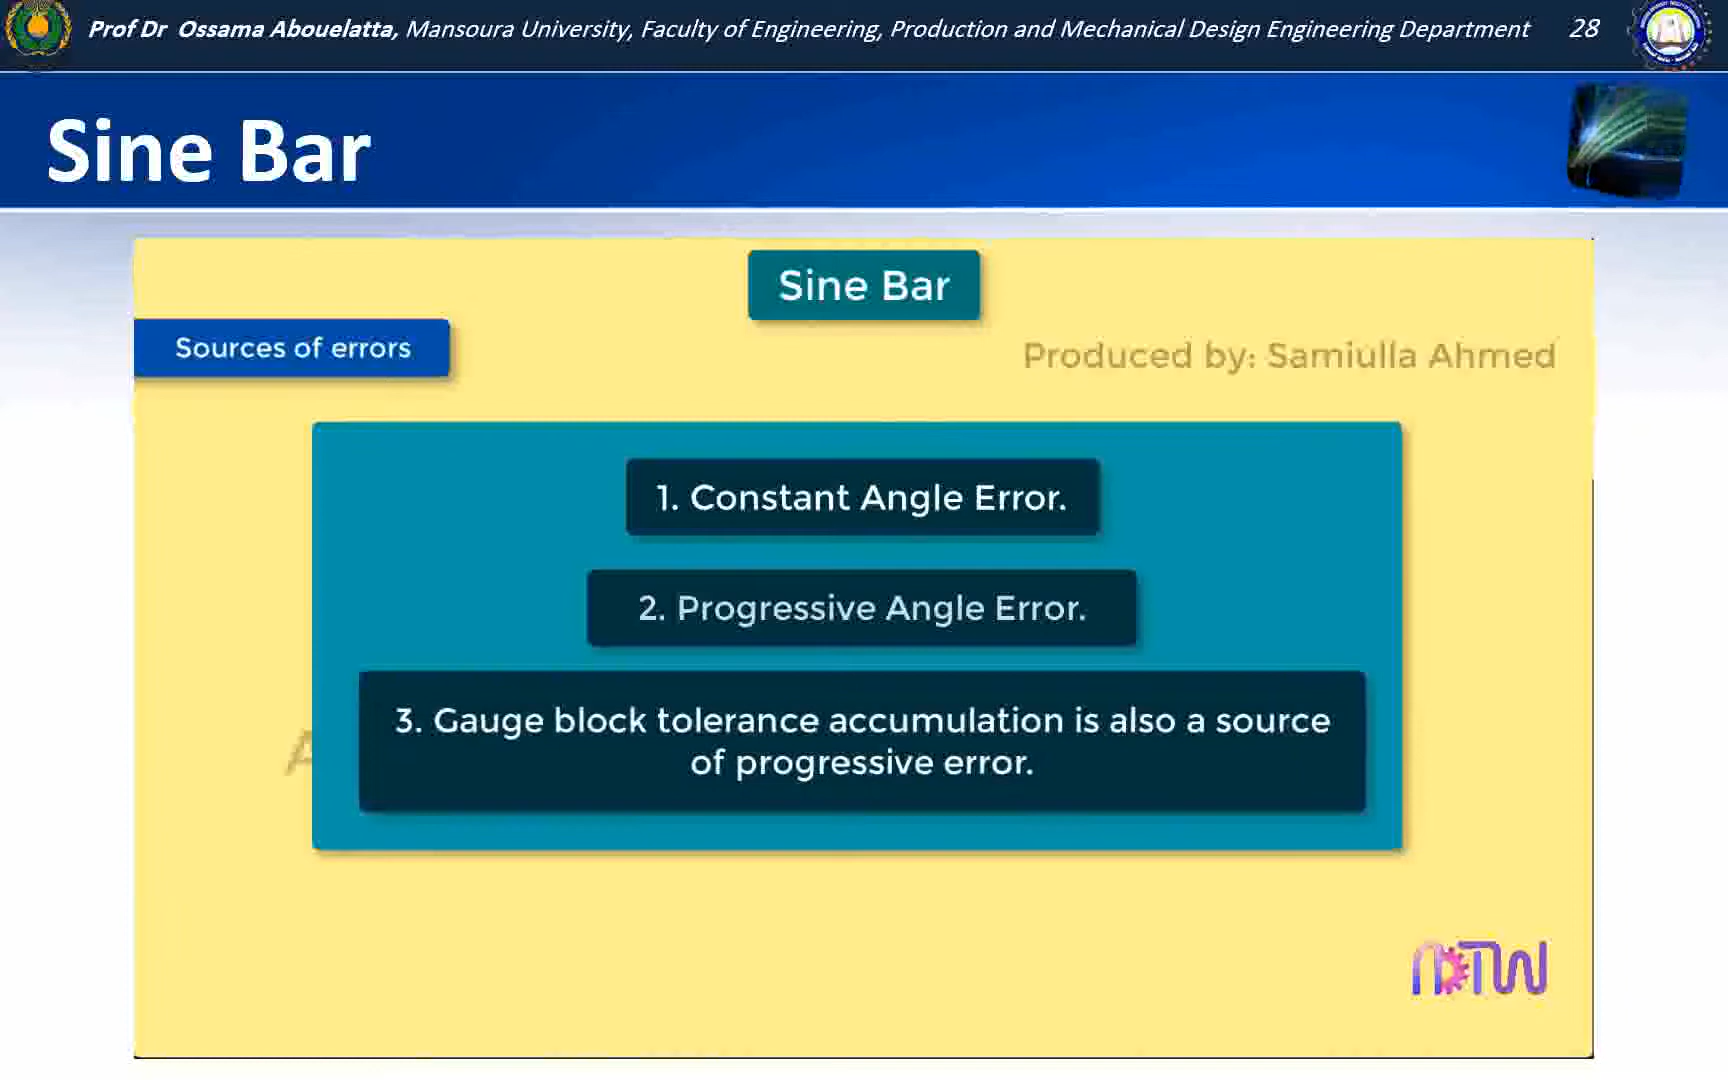 Prof Dr Ossama Abouelatta, Mansoura University, Faculty of Engineering, Production and Mechanical Design Engineering Department 28
Sine Bar
Sine Bar
Sources of errors
Produced by: Samiulla Ahmed
1. Constant Angle Error.
2. Progressive Angle Error.
3. Gauge block tolerance accumulation is also a source
of progressive error.